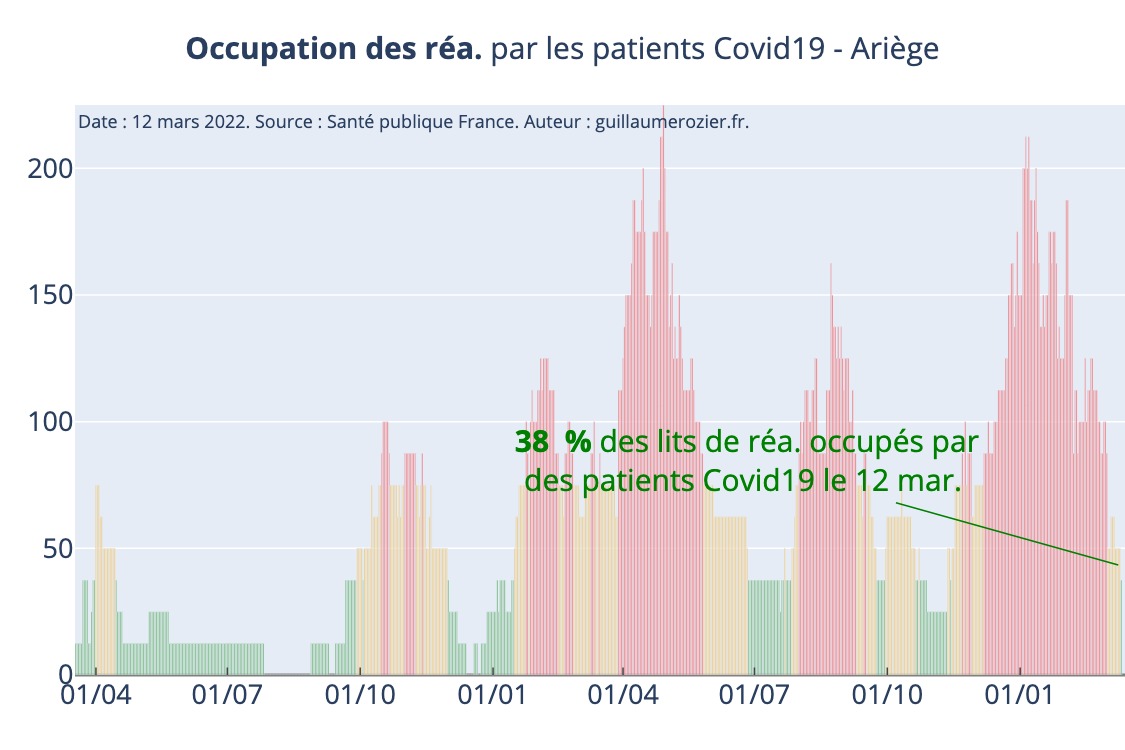 Occupation des réa. par les patients Covid19 - Ariège
Date : 12 mars 2022. Source : Santé publique France. Auteur : guillaumerozier.fr.
200
150
100
38 % des lits de réa. occupés par
des patients Covid19 le 12 mar.
50
0
01/04 01/07 01/10 01/01 01/04 01/07 01/10 01/01